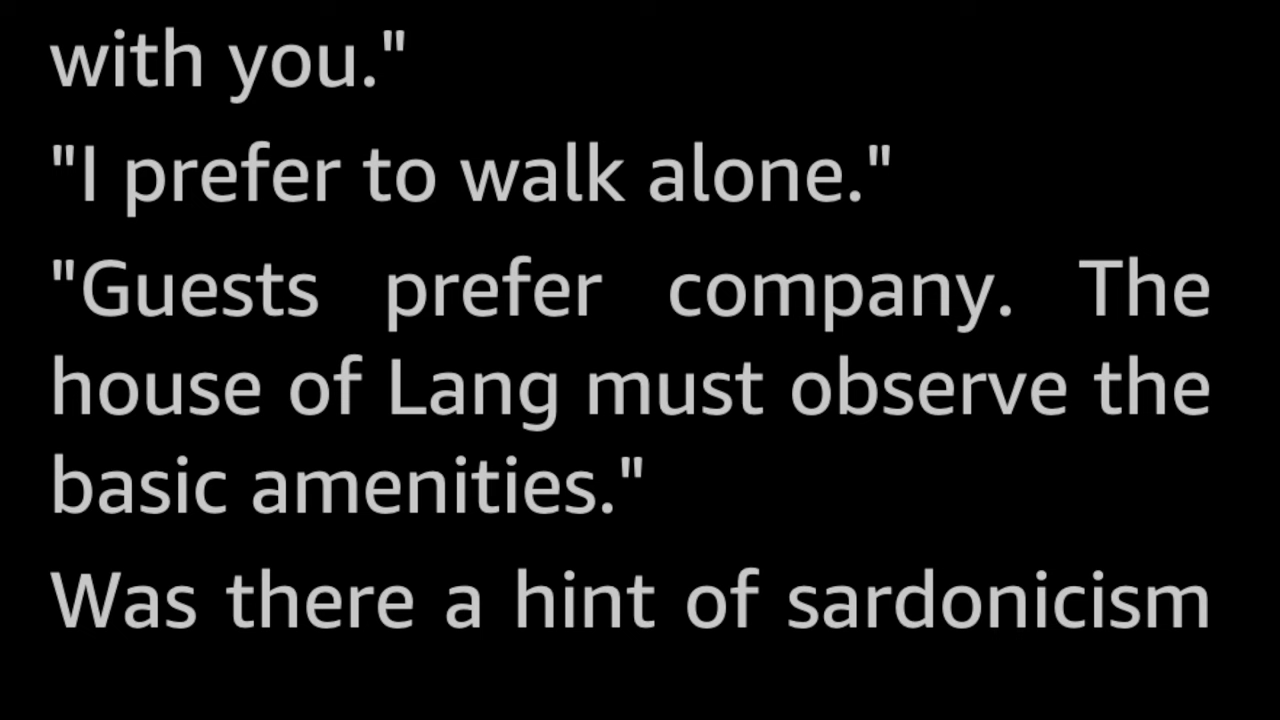 with you."
"I prefer to walk alone."
"Guests prefer company. The
house of Lang must observe the
basic amenities."
Was there a hint of sardonicism